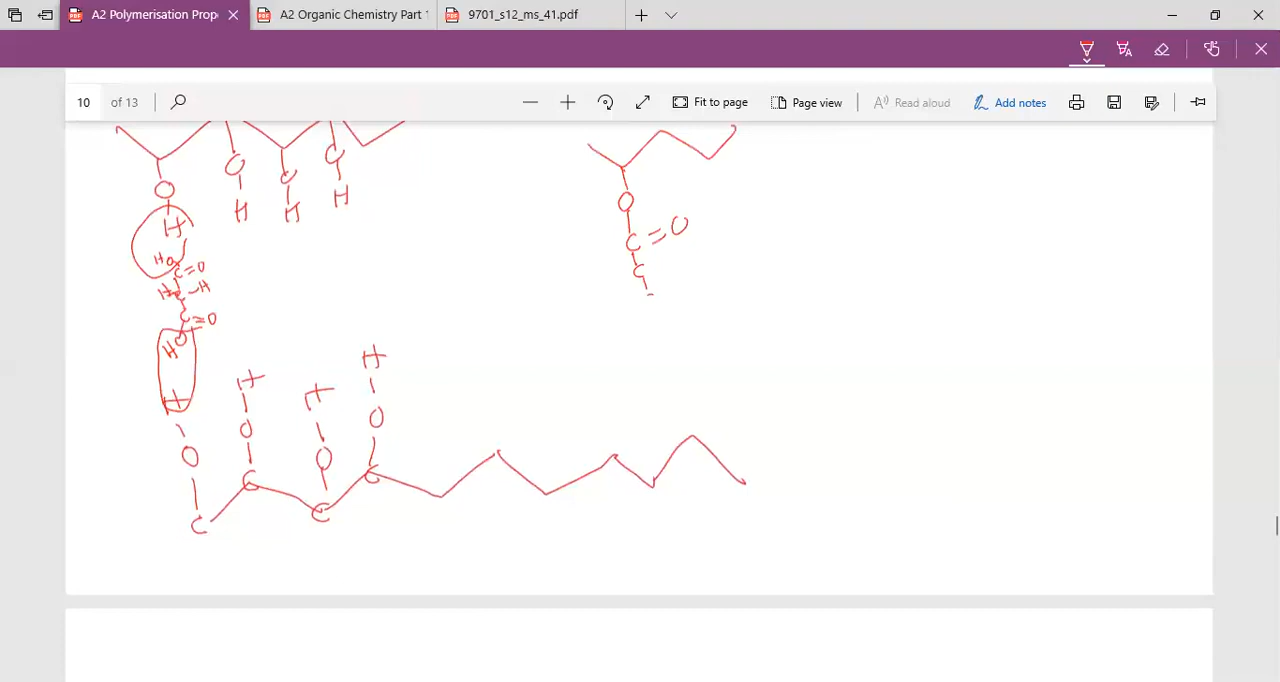 A2 Polymerisation Prop
A2 Organic Chemistry Part 1
9701_s12_ms_41.pdf
10 of 13
Fit to page
Page view
Read aloud
Add notes
O O C O
H H H H
O
HO
C=O C=O
H C H C
C=O
O
H
H H H H
O O O O
C C C C